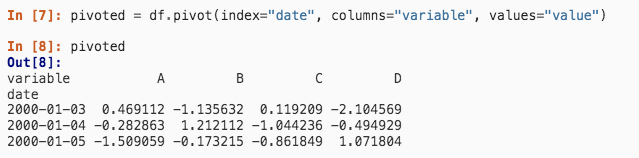 In [7]: pivoted = df.pivot(index="date", columns="variable", values="value")
In [8]: pivoted
Out[8]:
variable           A         B         C         D
date
2000-01-03  0.469112 -1.135632  0.119209 -2.104569
2000-01-04 -0.282863  1.212112 -1.044236 -0.494929
2000-01-05 -1.509059 -0.173215 -0.861849  1.071804